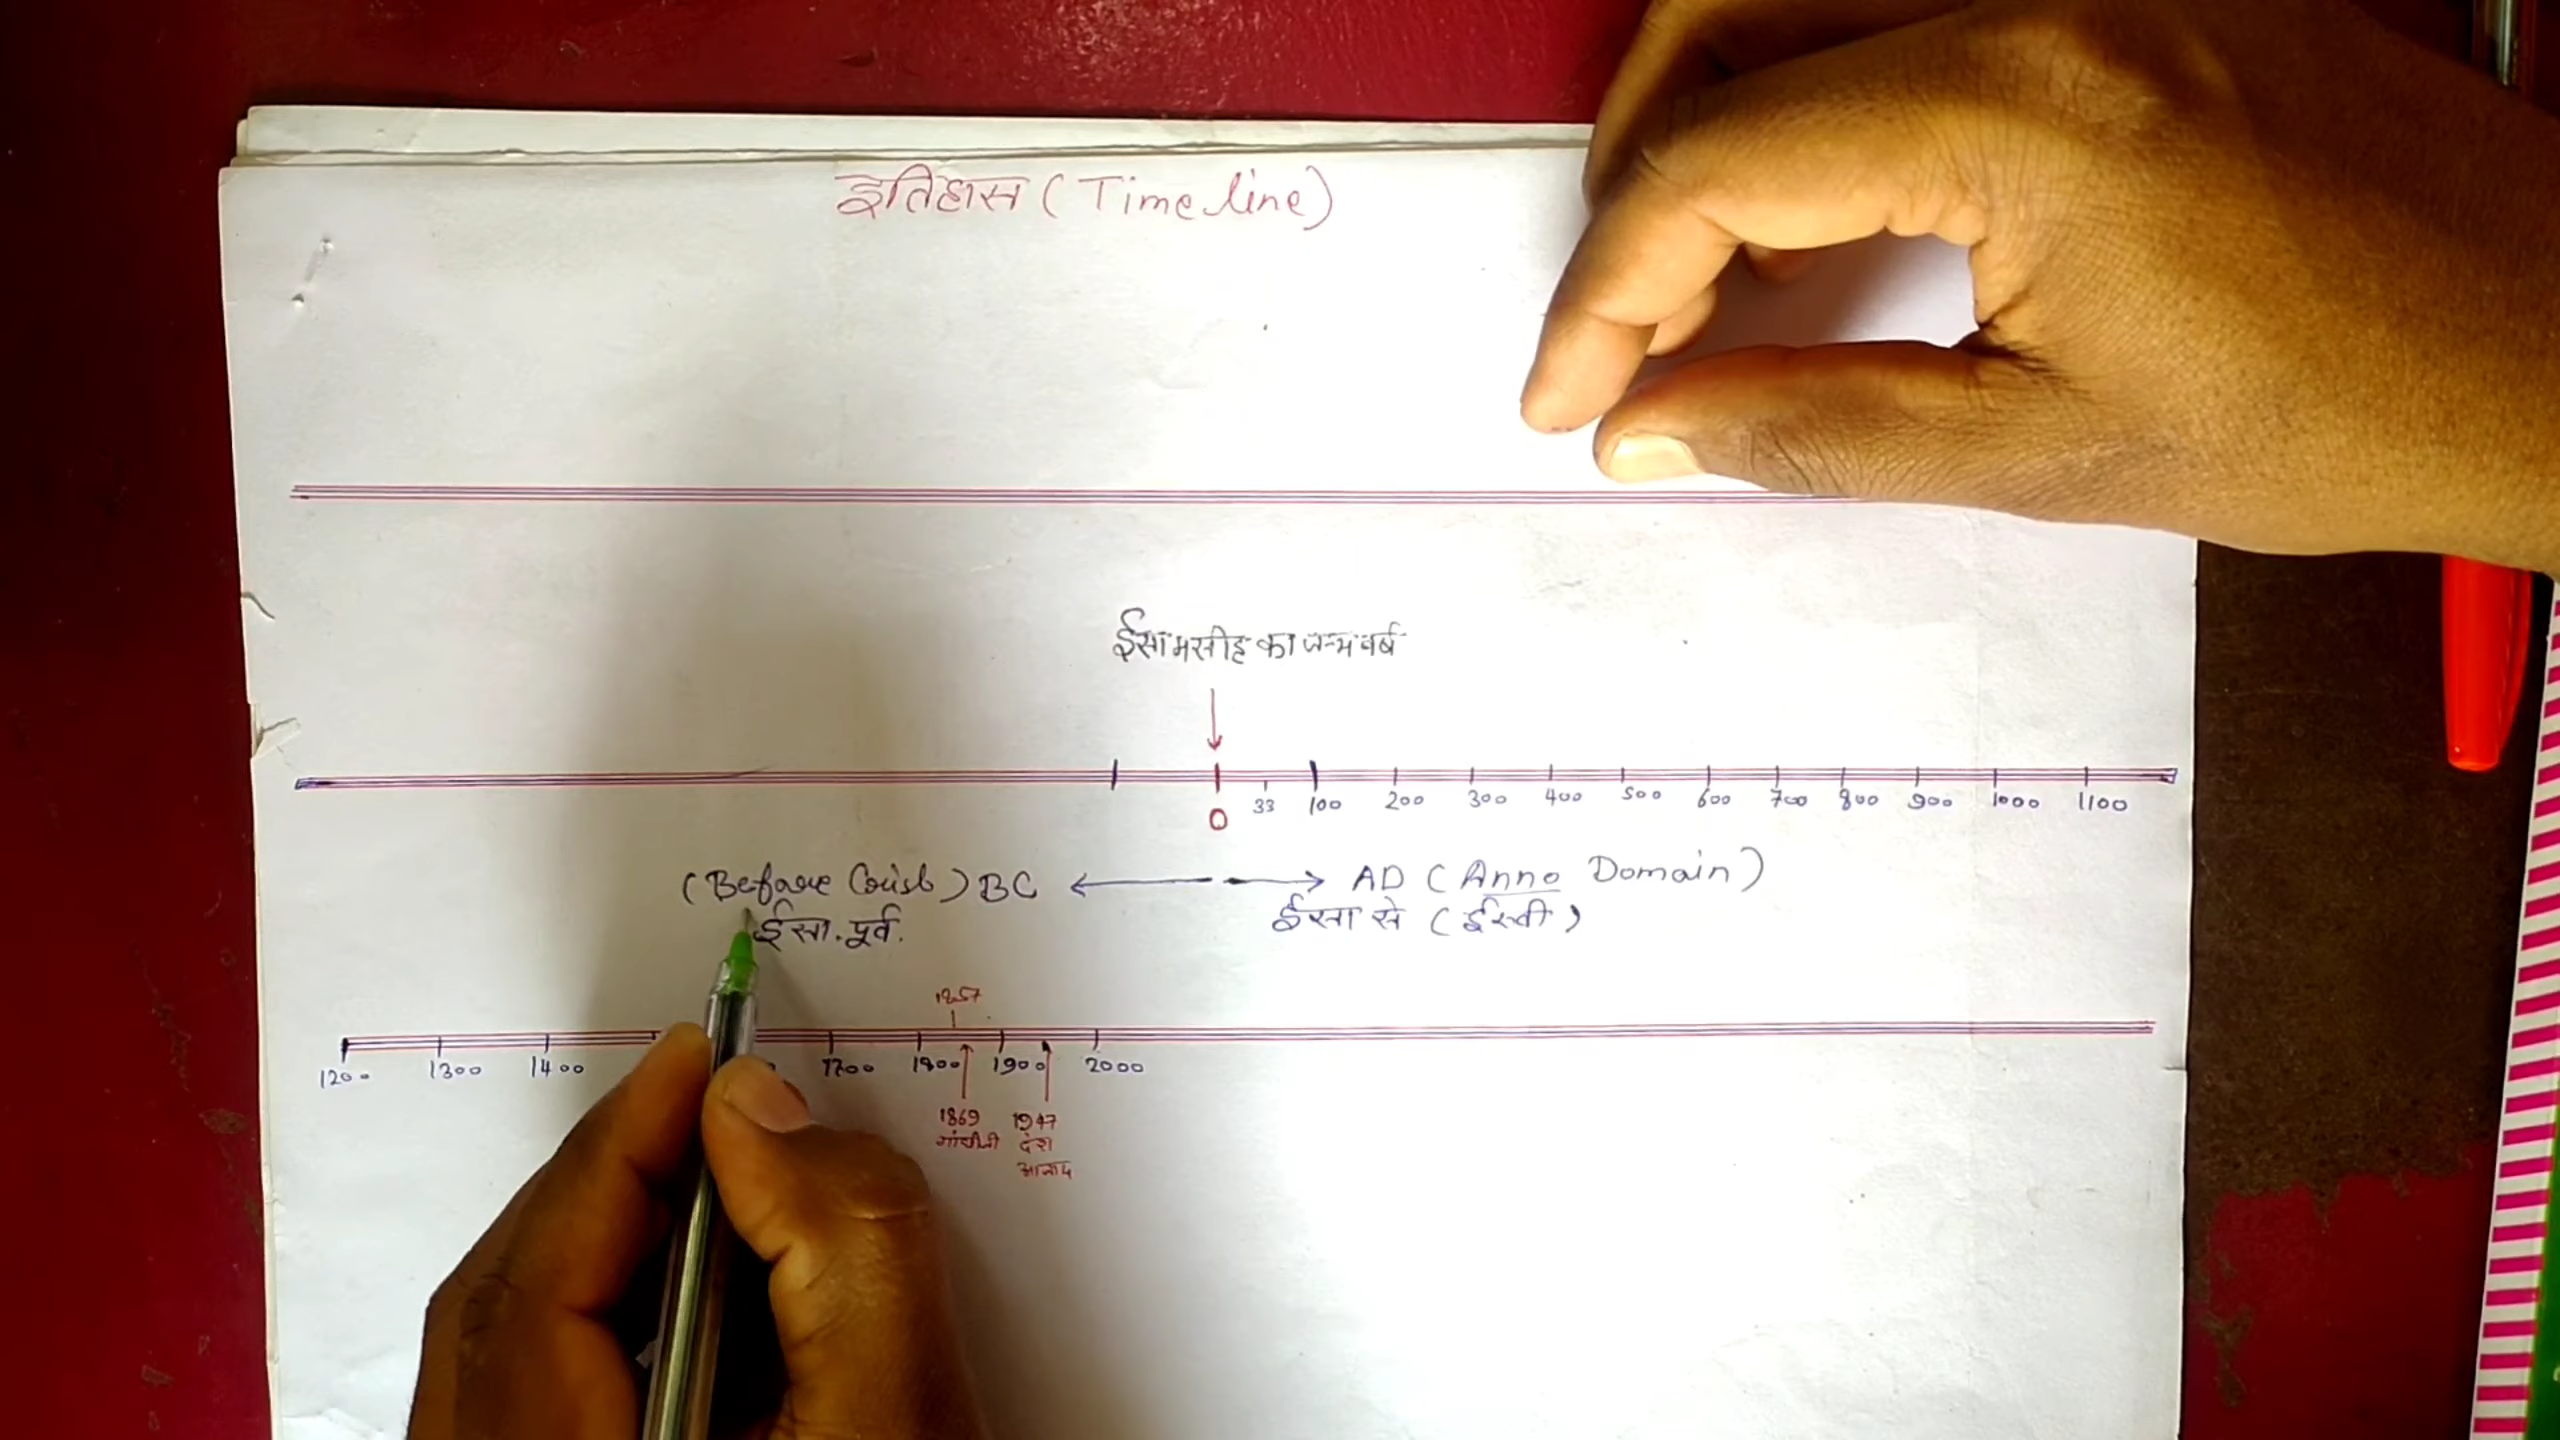 इतिहास (Time line)
ईसा मसीह का जन्म वर्ष
0 33 100 200 300 400 500 600 700 800 900 1000 1100
(Before Crist) BC AD (Anno Domain)
ईसा.पूर्व. ईसा से (ईस्वी)
1857
1200 1300 1400 1700 1800 1900 2000
1869 1947
गांधीजी देश
आजाद